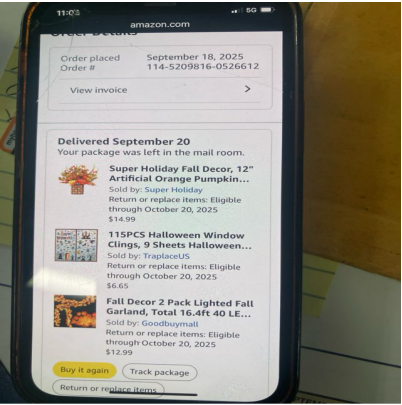 11:03
5G
amazon.com
Order Details
Order placed September 18, 2025
Order # 114-5209816-0526612
View invoice
Delivered September 20
Your package was left in the mail room.
Super Holiday Fall Decor, 12"
Artificial Orange Pumpkin...
Sold by: Super Holiday
Return or replace items: Eligible
through October 20, 2025
$14.99
115PCS Halloween Window
Clings, 9 Sheets Halloween...
Sold by: TraplaceUS
Return or replace items: Eligible
through October 20, 2025
$6.65
Fall Decor 2 Pack Lighted Fall
Garland, Total 16.4ft 40 LE...
Sold by: Goodbuymall
Return or replace items: Eligible
through October 20, 2025
$12.99
Buy it again
Track package
Return or replace items